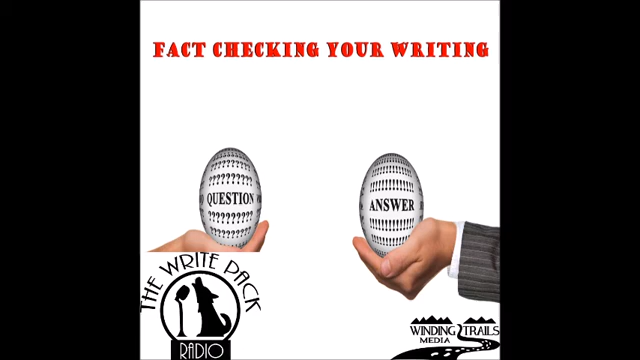 FACT CHECKING YOUR WRITING
??????????
QUESTION
??????????
!!!!!!!!!!!!
ANSWER
!!!!!!!!!!!!
THE WRITE PACK
RADIO
WINDING TRAILS
MEDIA